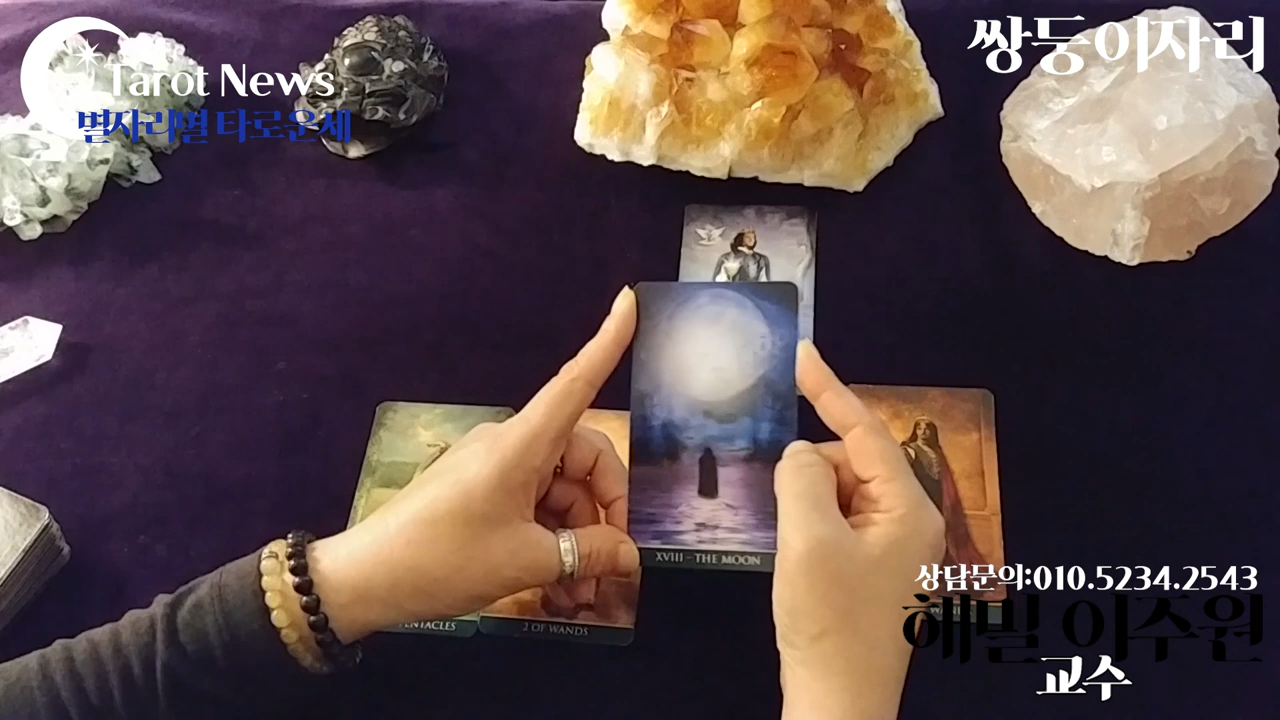 Tarot News
별자리별 타로운세
쌍둥이자리
XVIII - THE MOON
PENTACLES
2 OF WANDS
상담문의:010.5234.2543
해밀 이주원
교수